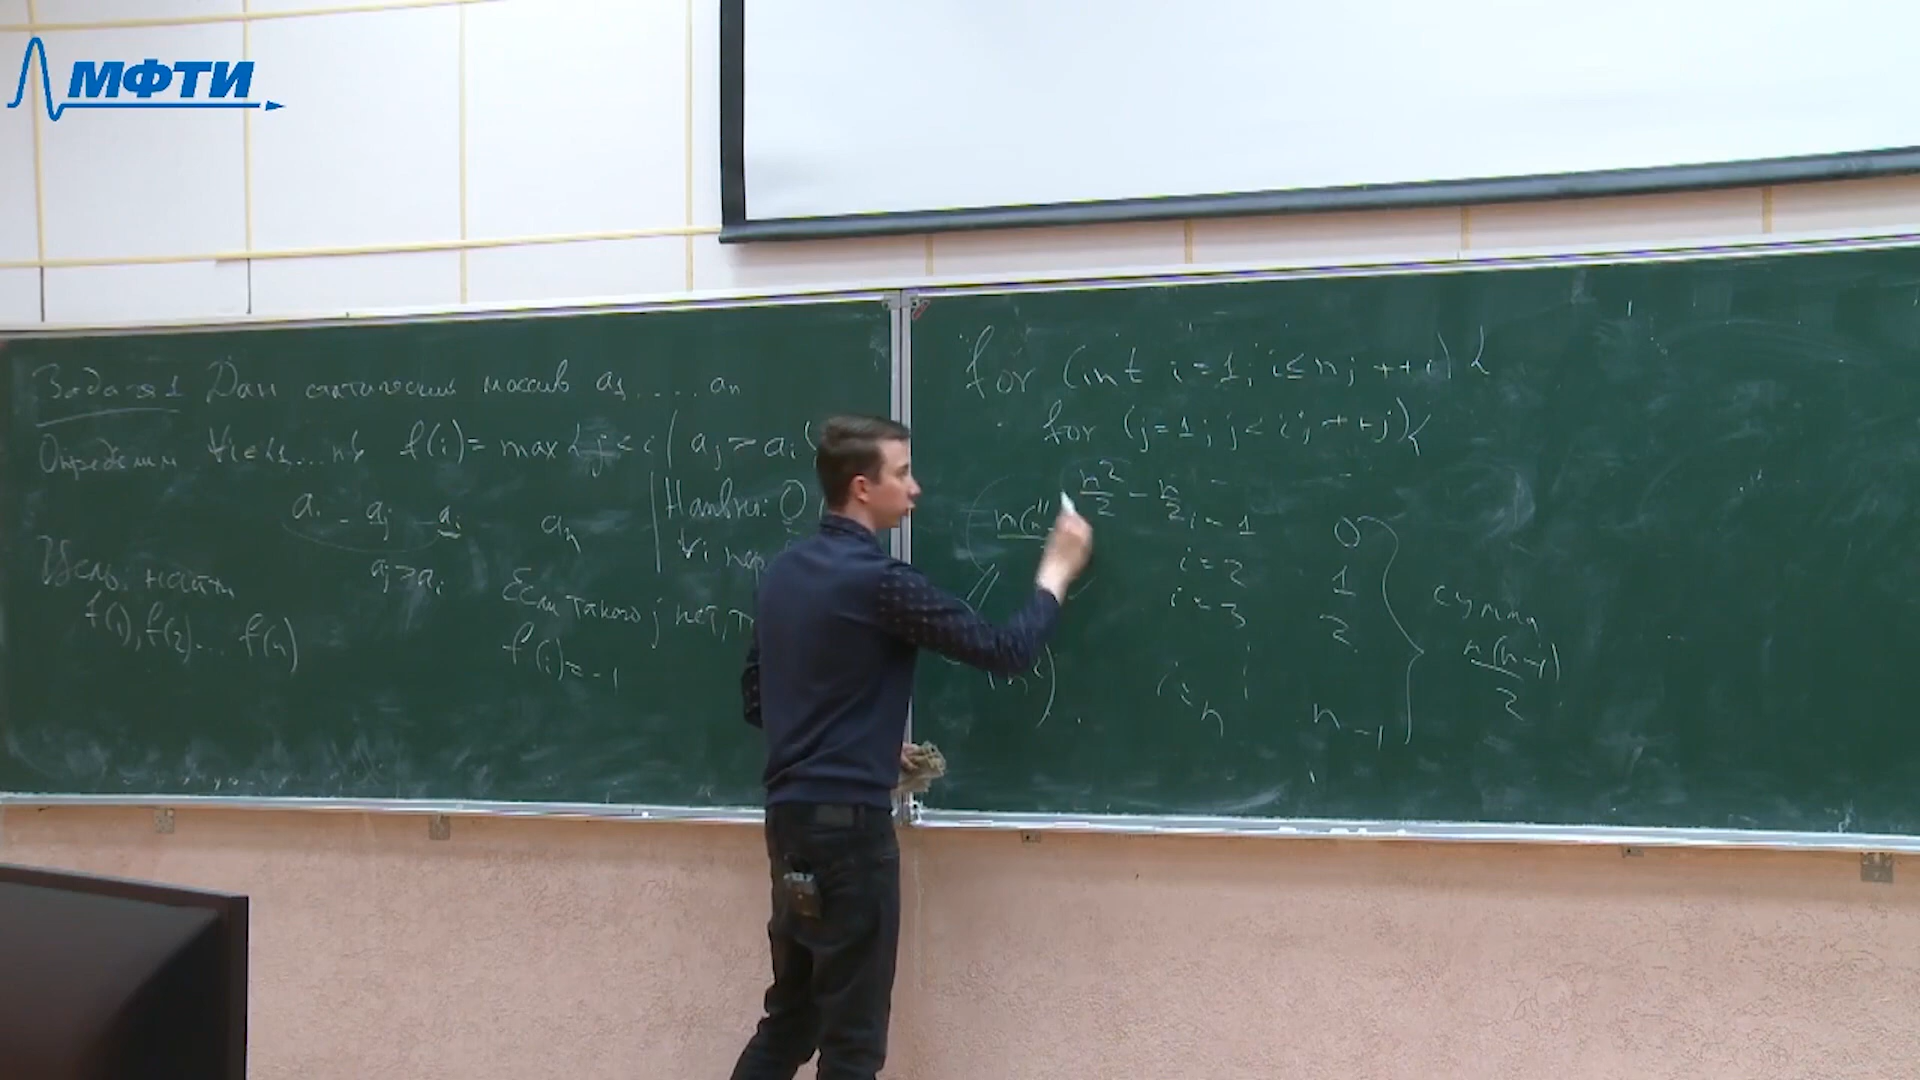 МФТИ
Задача 1 Дан статический массив a₁, ... , aₙ
Определим ∀i∈{1,...n} f(i)= max{j<i | aⱼ > aᵢ}
Наивно: O
∀i пер
aⱼ aᵢ aₙ
aⱼ>aᵢ
Цель: найти
f(1), f(2)... f(n)
Если такого j нет, т
f(i)=-1
for (int i=1; i≤n; ++i) {
for (j=1; j<i; ++j){
n²/2 - n/2
i=1 0
i=2 1
i=3 2
i=n n-1
сумма
n(n-1)/2